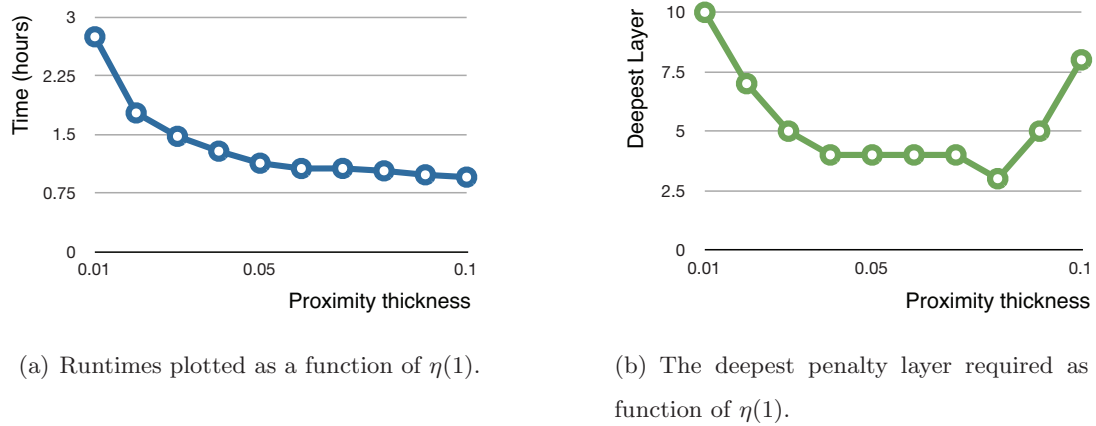 3
2.25
1.5
0.75
0
Time (hours)
0.01
0.05
0.1
Proximity thickness
(a) Runtimes plotted as a function of η(1).
10
7.5
5
2.5
0
Deepest Layer
0.01
0.05
0.1
Proximity thickness
(b) The deepest penalty layer required as
function of η(1).